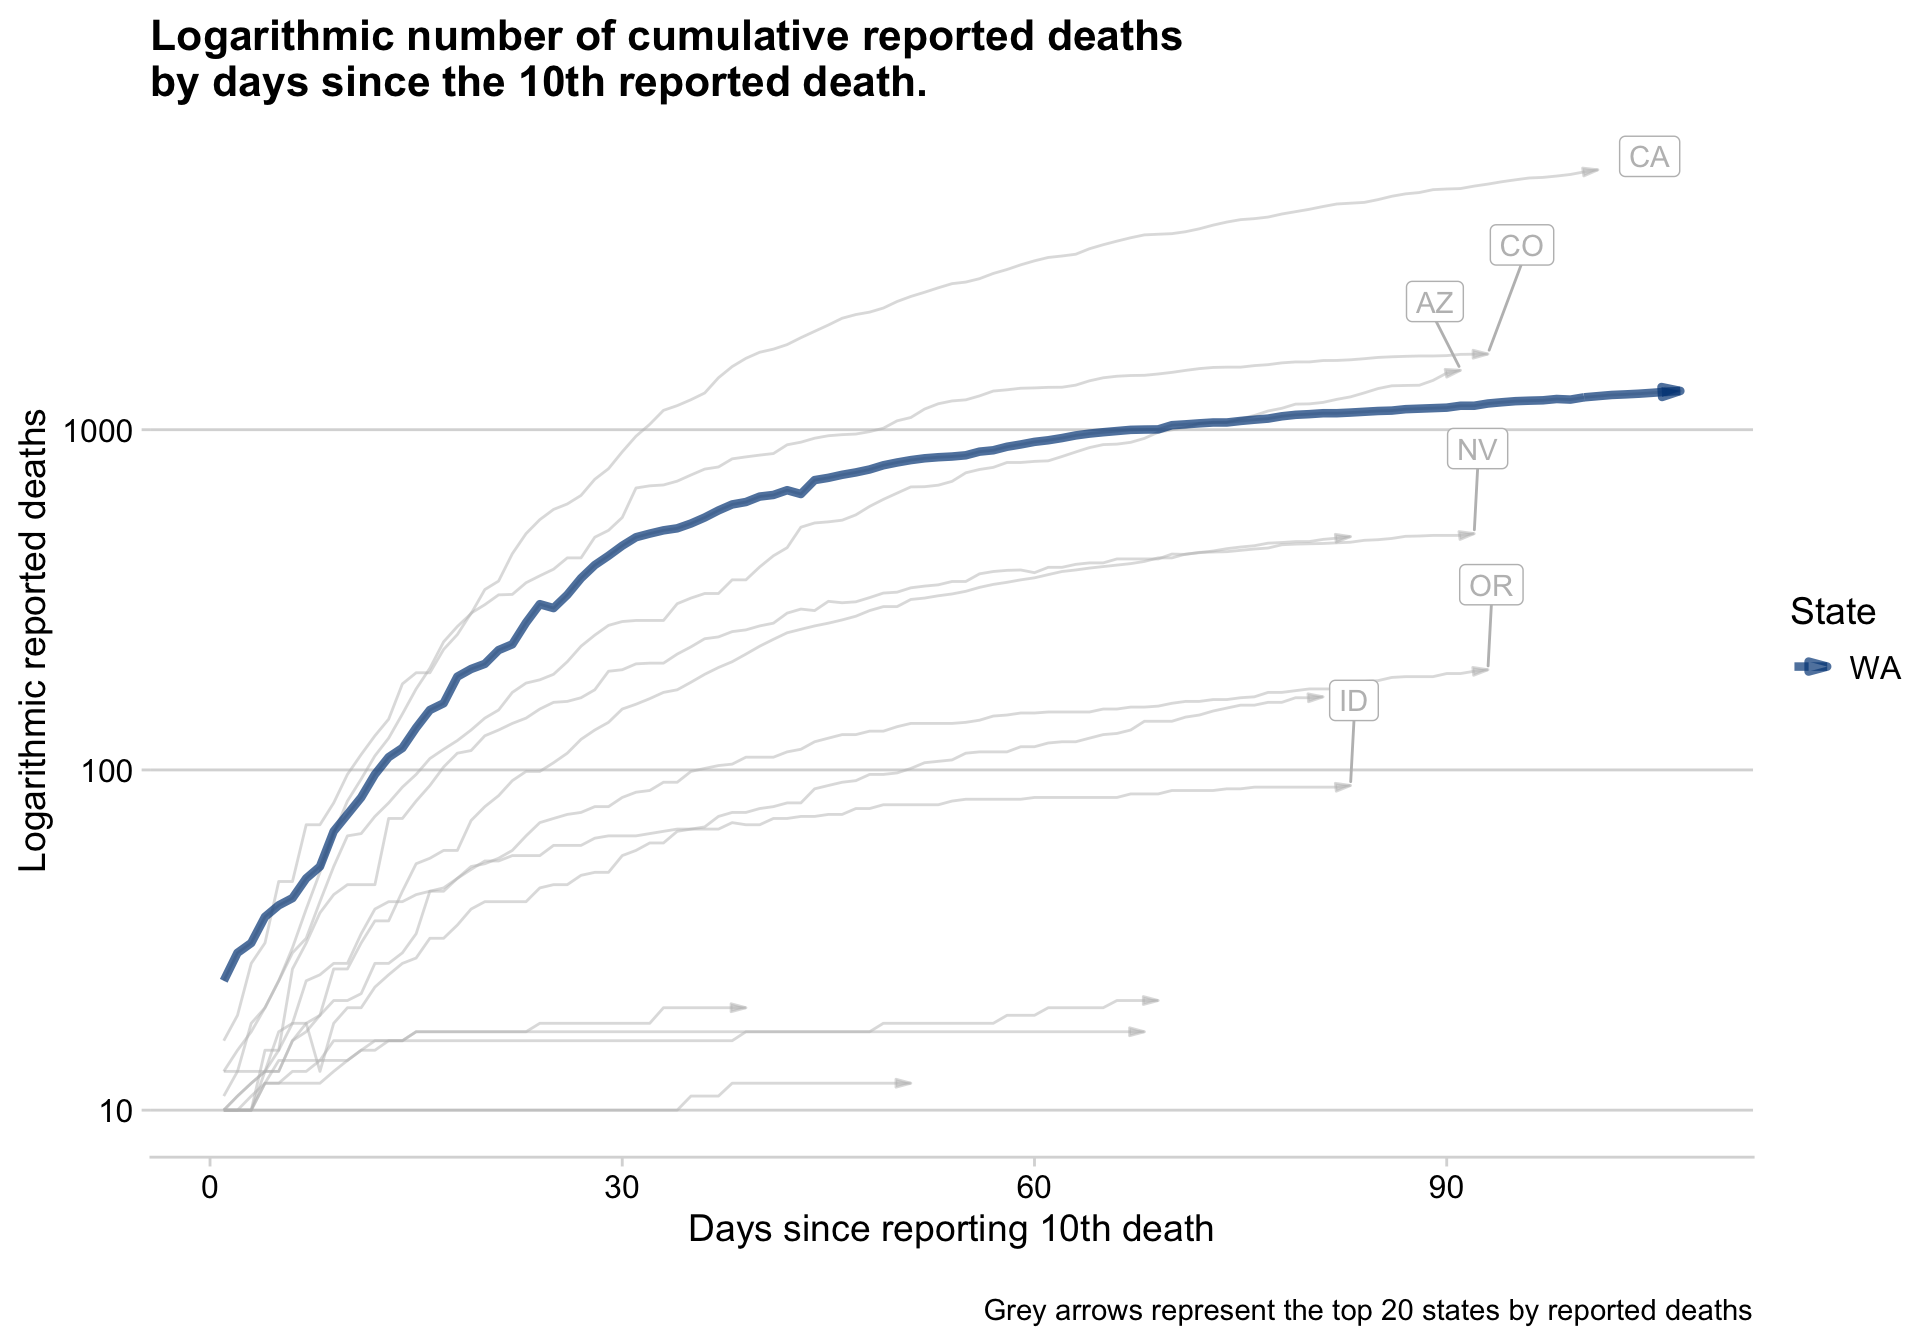 Logarithmic number of cumulative reported deaths
by days since the 10th reported death.
CA
CO
AZ
1000
NV
OR
ID
100
10
Logarithmic reported deaths
0 30 60 90
Days since reporting 10th death
State
WA
Grey arrows represent the top 20 states by reported deaths